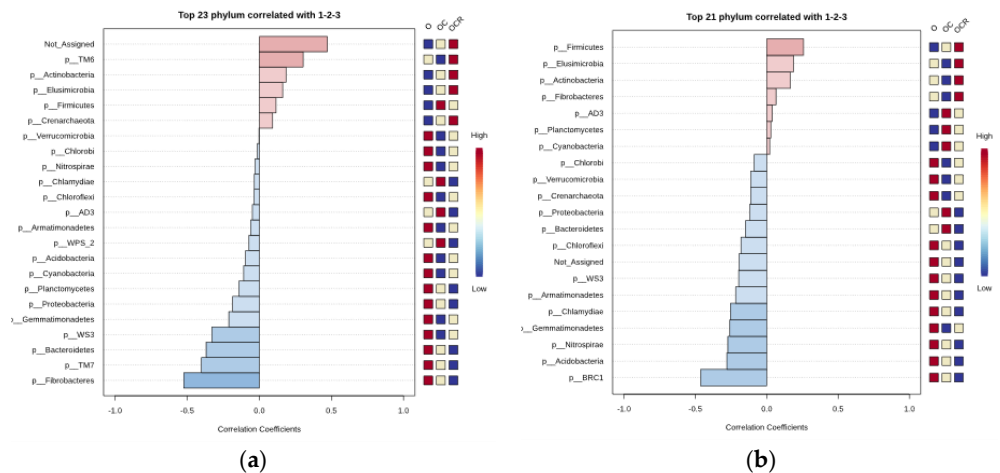 Top 23 phylum correlated with 1-2-3
O OC OCR
Not_Assigned
p__TM6
p__Actinobacteria
p__Elusimicrobia
p__Firmicutes
p__Crenarchaeota
p__Verrucomicrobia
p__Chlorobi
p__Nitrospirae
p__Chlamydiae
p__Chloroflexi
p__AD3
p__Armatimonadetes
p__WPS_2
p__Acidobacteria
p__Cyanobacteria
p__Planctomycetes
p__Proteobacteria
p__Gemmatimonadetes
p__WS3
p__Bacteroidetes
p__TM7
p__Fibrobacteres
High
Low
-1.0 -0.5 0.0 0.5 1.0
Correlation Coefficients
(a)
Top 21 phylum correlated with 1-2-3
O OC OCR
p__Firmicutes
p__Elusimicrobia
p__Actinobacteria
p__Fibrobacteres
p__AD3
p__Planctomycetes
p__Cyanobacteria
p__Chlorobi
p__Verrucomicrobia
p__Crenarchaeota
p__Proteobacteria
p__Bacteroidetes
p__Chloroflexi
Not_Assigned
p__WS3
p__Armatimonadetes
p__Chlamydiae
p__Gemmatimonadetes
p__Nitrospirae
p__Acidobacteria
p__BRC1
High
Low
-1.0 -0.5 0.0 0.5 1.0
Correlation Coefficients
(b)